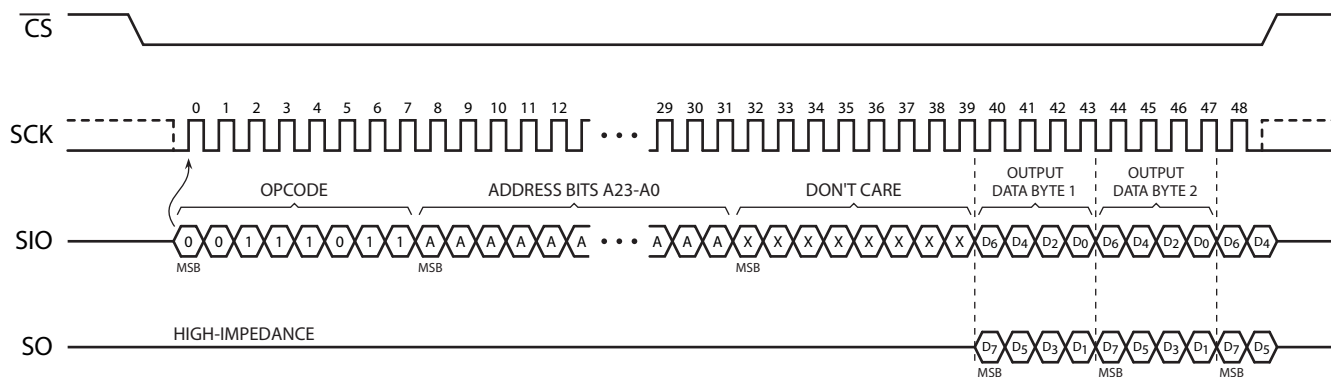 CS
SCK
0 1 2 3 4 5 6 7 8 9 10 11 12 29 30 31 32 33 34 35 36 37 38 39 40 41 42 43 44 45 46 47 48
OPCODE
ADDRESS BITS A23-A0
DON'T CARE
OUTPUT
DATA BYTE 1
OUTPUT
DATA BYTE 2
SIO
0 0 1 1 1 0 1 1 A A A A A A A A A X X X X X X X X D6 D4 D2 D0 D6 D4 D2 D0 D6 D4
MSB MSB MSB
SO
HIGH-IMPEDANCE
D7 D5 D3 D1 D7 D5 D3 D1 D7 D5
MSB MSB MSB